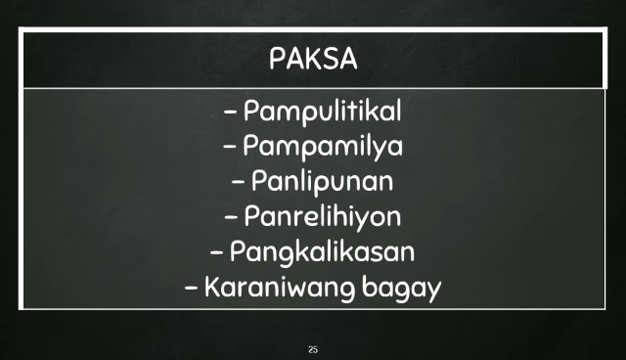 PAKSA
– Pampulitikal
– Pampamilya
– Panlipunan
– Panrelihiyon
– Pangkalikasan
– Karaniwang bagay
25